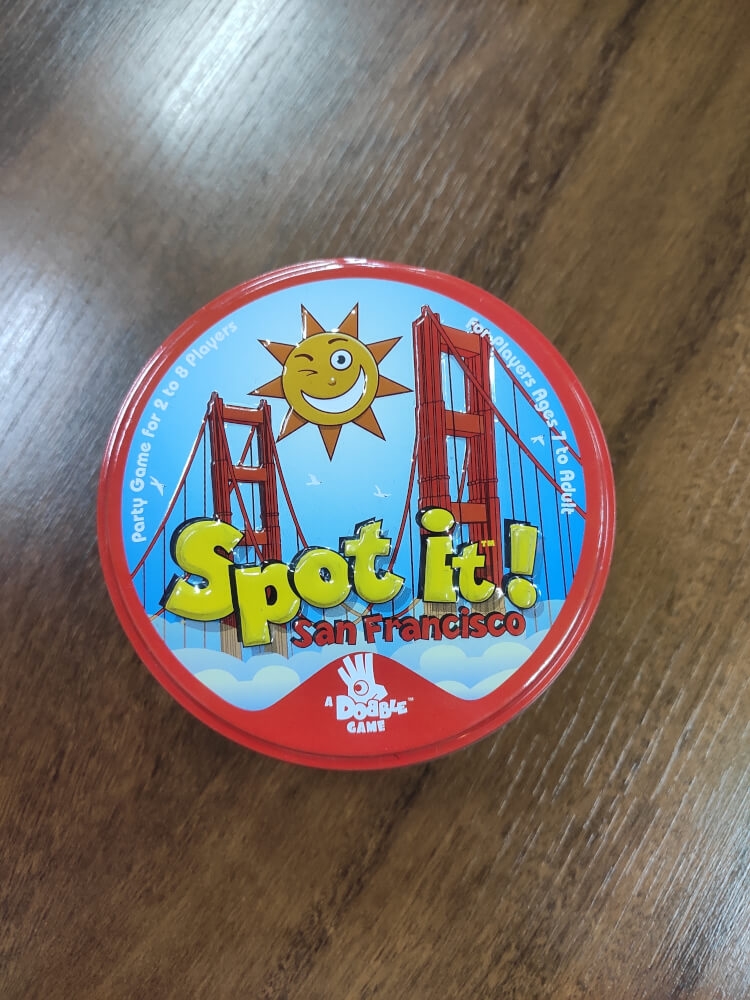 Party Game for 2 to 8 Players
for Players Ages 7 to Adult
Spot it!™
San Francisco
A DOBBLE™
GAME